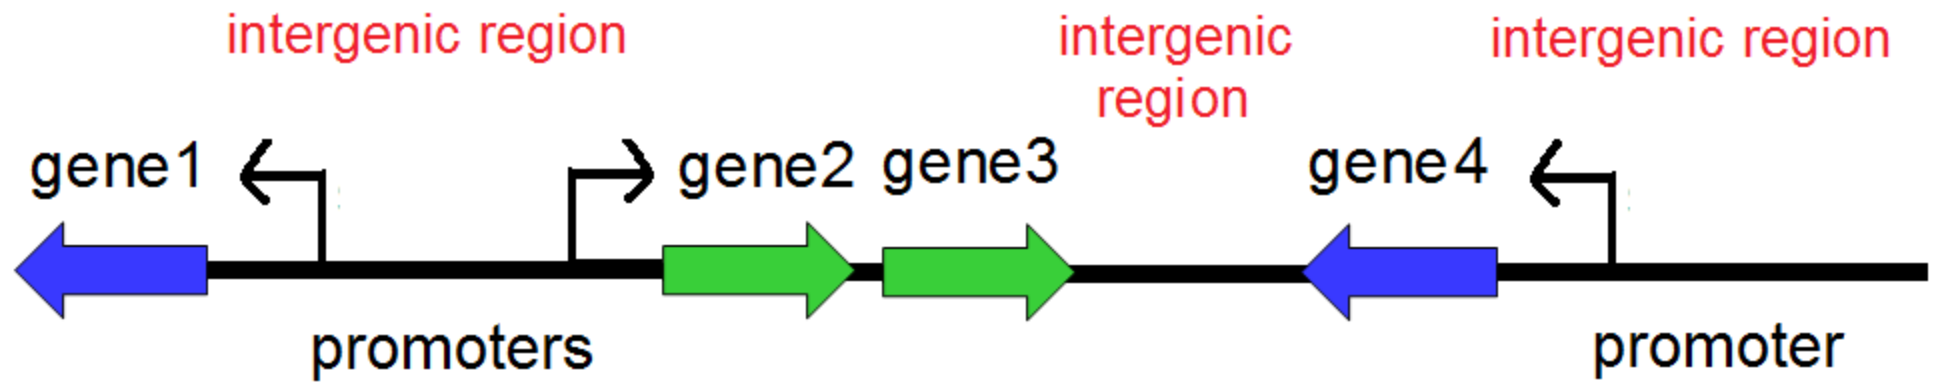 intergenic region
intergenic
region
intergenic region
gene1
gene2
gene3
gene4
promoters
promoter